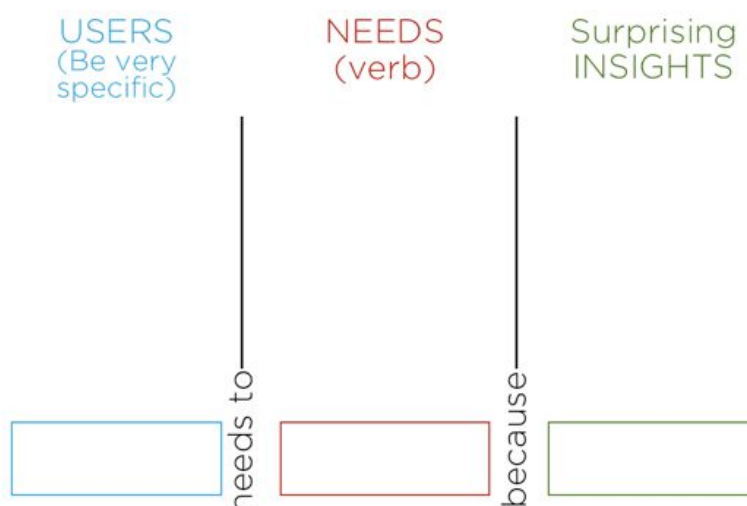 USERS
(Be very
specific)
NEEDS
(verb)
Surprising
INSIGHTS
needs to
because